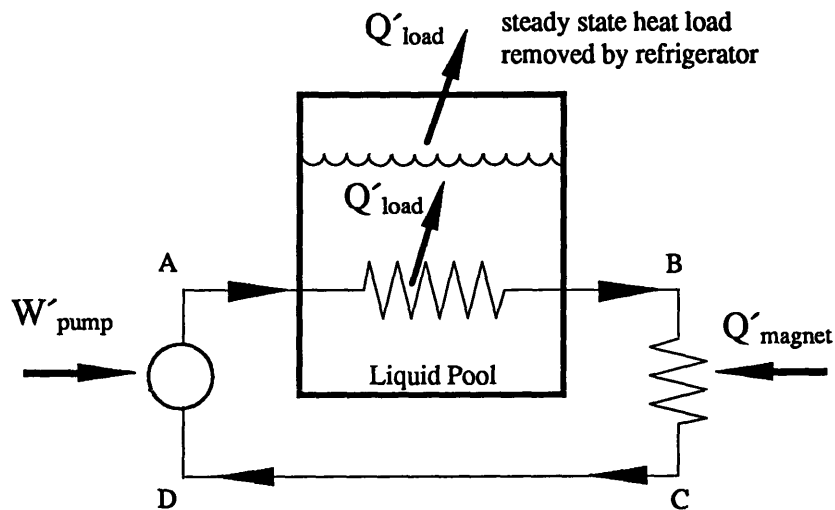 Q′load
steady state heat load
removed by refrigerator
Q′load
A
B
W′pump
Q′magnet
Liquid Pool
D
C